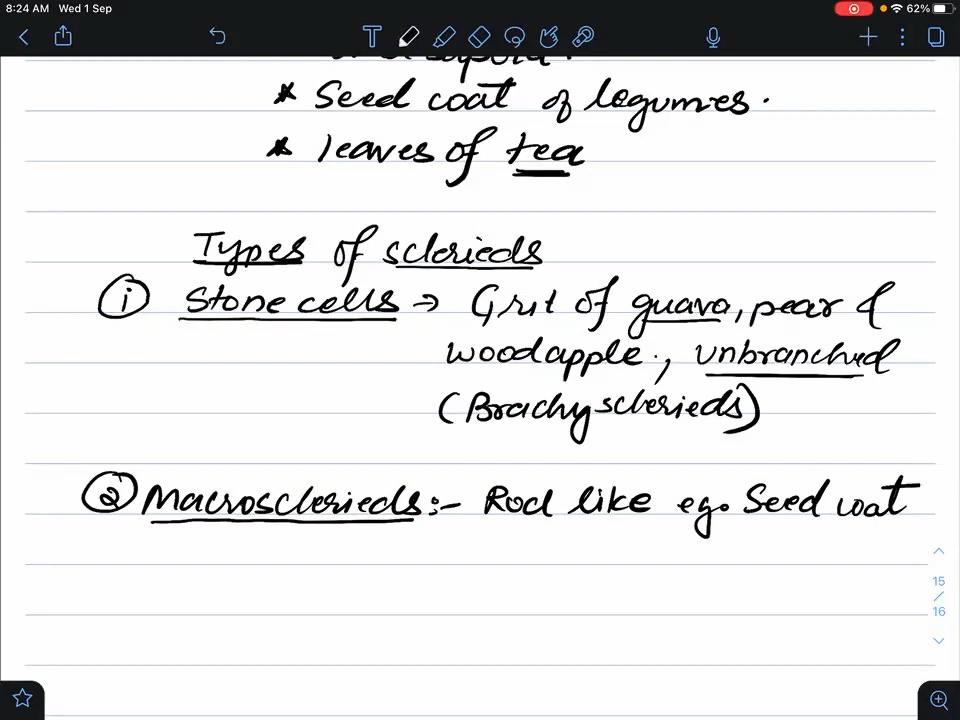 8:24 AM Wed 1 Sep
62%
* Seed coat of legumes.
* leaves of tea
Types of sclerieds
① Stone cells → Grit of guava, pear &
woodapple., unbranched
(Brachysclerieds)
② Macrosclerieds:- Rod like eg. Seed coat
15
/
16